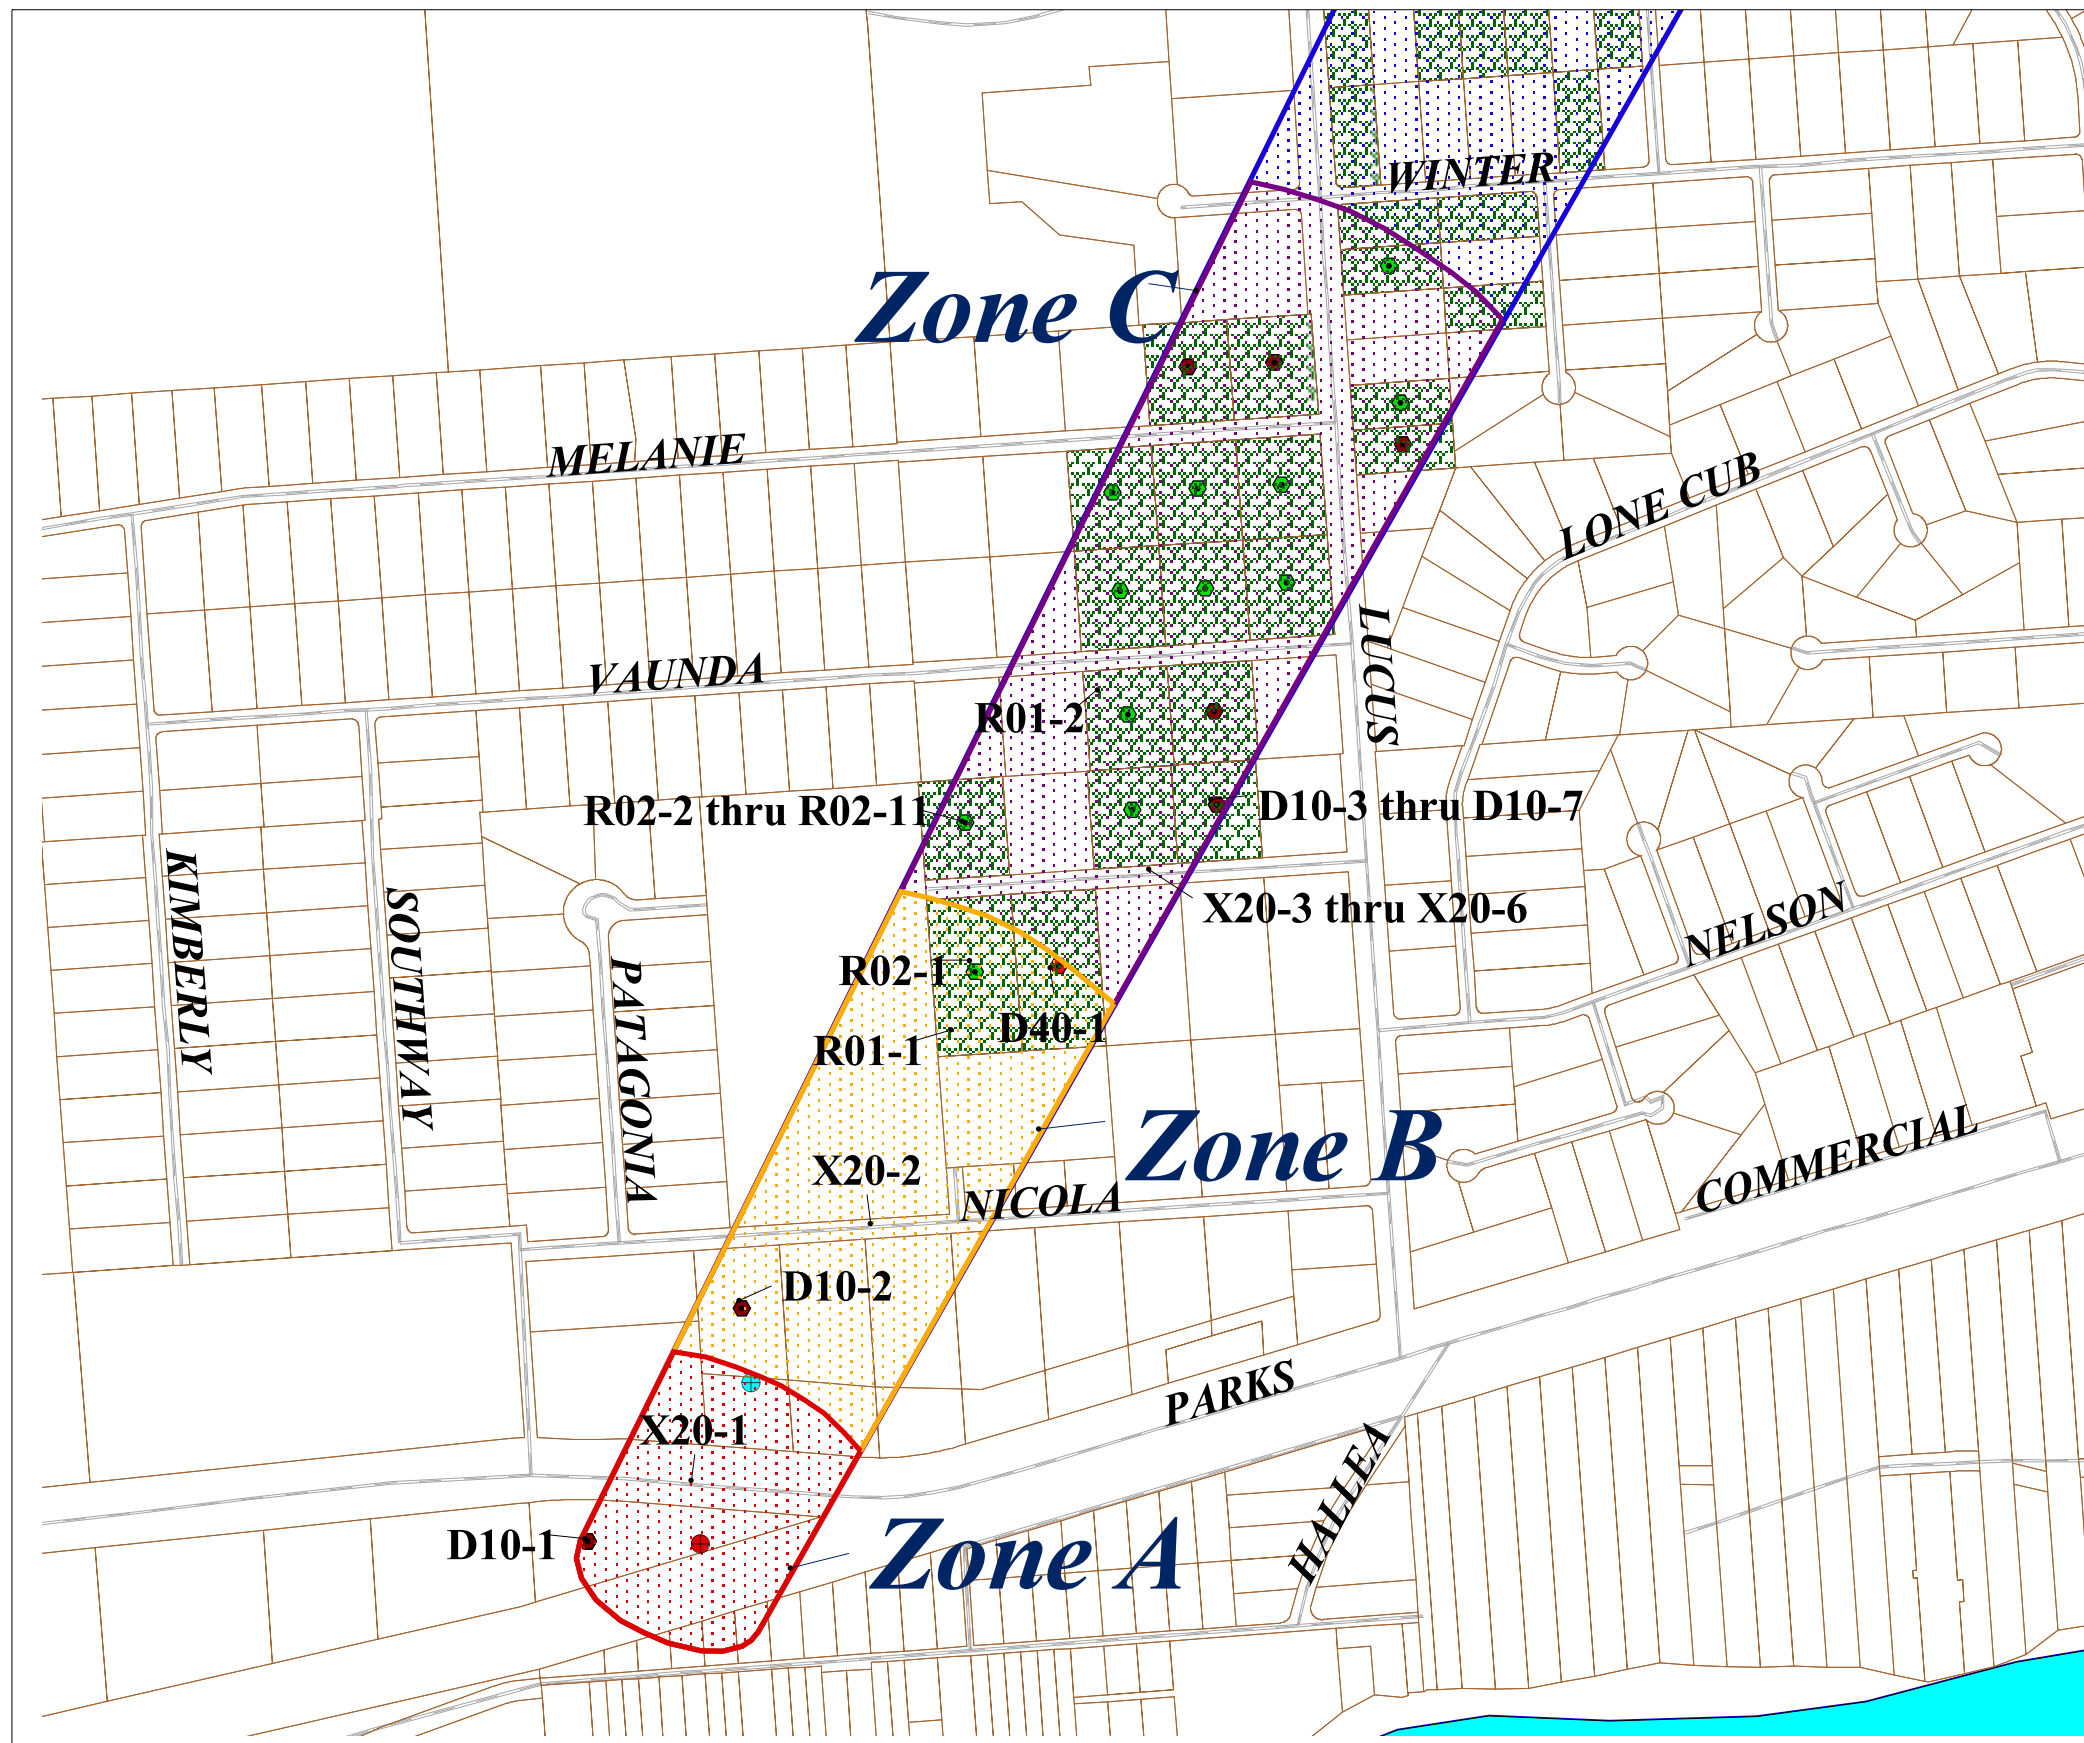 WINTER
Zone C
MELANIE
LONE CUB
LUCUS
VAUNDA
R01-2
R02-2 thru R02-11
D10-3 thru D10-7
KIMBERLY
SOUTHWAY
X20-3 thru X20-6
NELSON
PATAGONIA
R02-1
D40-1
R01-1
Zone B
COMMERCIAL
X20-2
NICOLA
D10-2
PARKS
X20-1
HALLEA
D10-1
Zone A